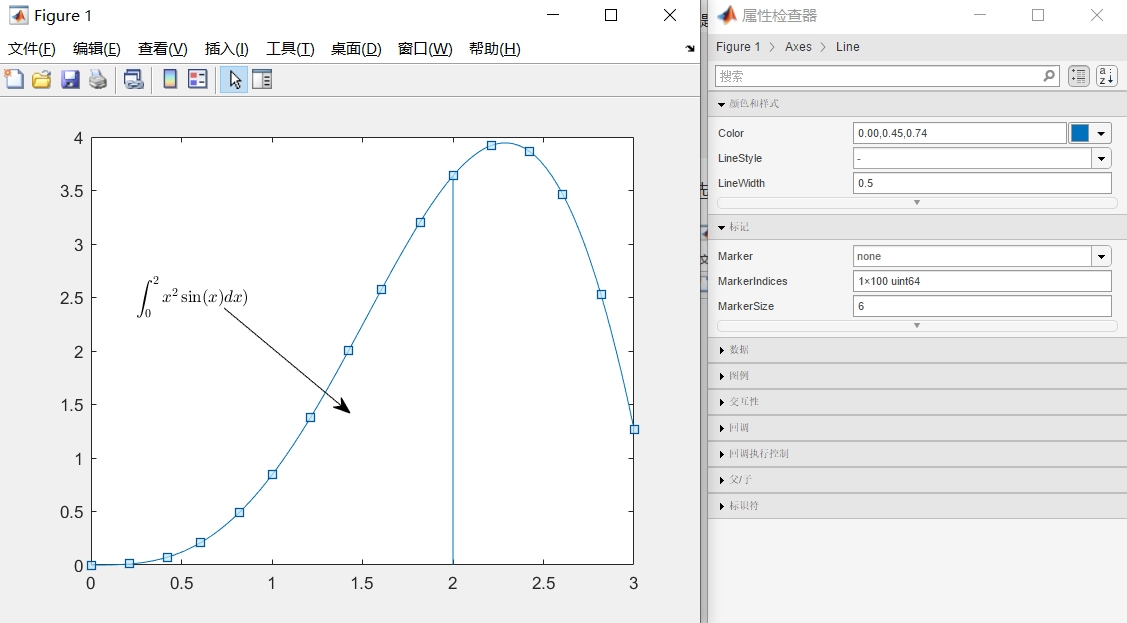 Figure 1
文件(F) 编辑(E) 查看(V) 插入(I) 工具(T) 桌面(D) 窗口(W) 帮助(H)
4
3.5
3
2.5
2
1.5
1
0.5
0
∫₀² x² sin(x)dx)
0 0.5 1 1.5 2 2.5 3
属性检查器
Figure 1 > Axes > Line
搜索
颜色和样式
Color 0.00,0.45,0.74
LineStyle -
LineWidth 0.5
标记
Marker none
MarkerIndices 1×100 uint64
MarkerSize 6
数据
图例
交互性
回调
回调执行控制
父/子
标识符